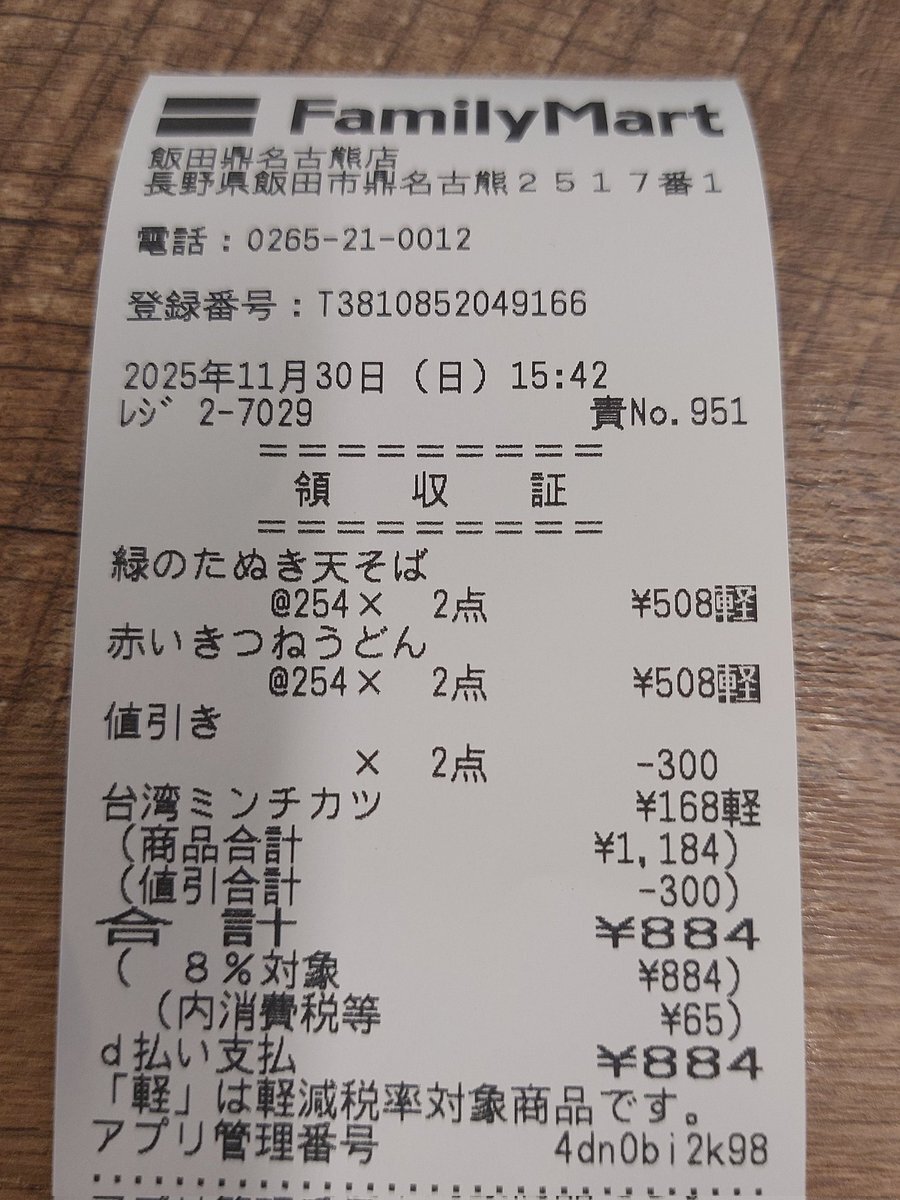 FamilyMart
飯田鼎名古熊店
長野県飯田市鼎名古熊2517番1
電話:0265-21-0012
登録番号:T3810852049166
2025年11月30日(日)15:42
レジ 2-7029 責No.951
=========
領 収 証
=========
緑のたぬき天そば
@254× 2点 ¥508軽
赤いきつねうどん
@254× 2点 ¥508軽
値引き
× 2点 -300
台湾ミンチカツ ¥168軽
(商品合計 ¥1,184)
(値引合計 -300)
合 計 ¥884
( 8%対象 ¥884)
(内消費税等 ¥65)
d払い支払 ¥884
「軽」は軽減税率対象商品です。
アプリ管理番号 4dn0bi2k98